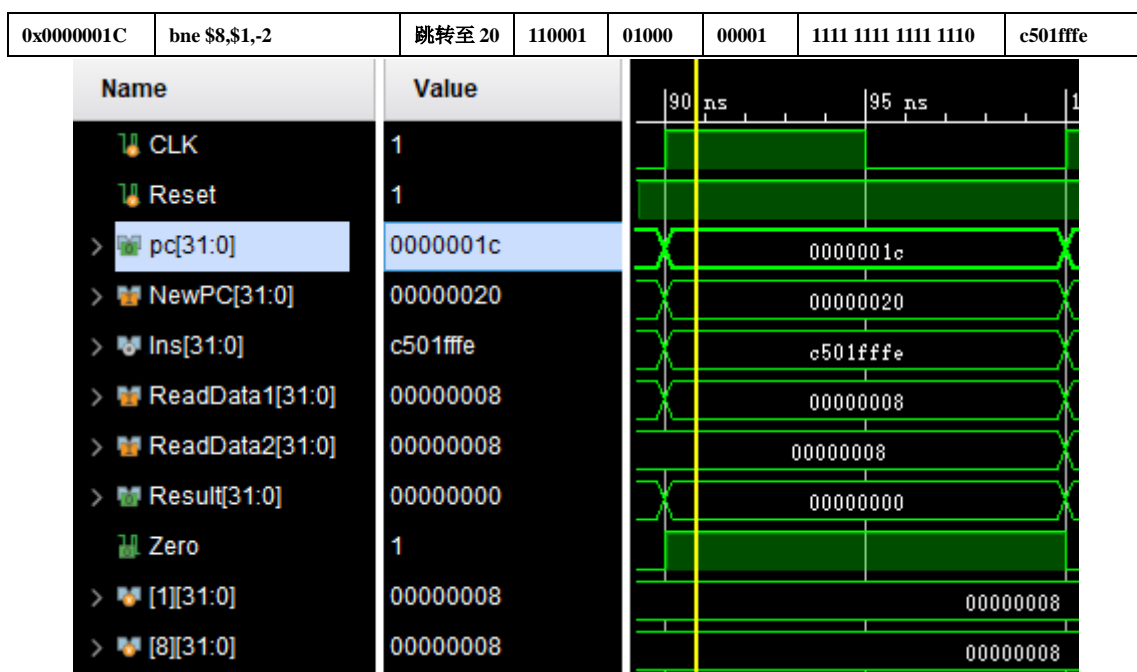 0x0000001C bne $8,$1,-2 跳转至 20 110001 01000 00001 1111 1111 1111 1110 c501fffe
Name Value 90 ns 95 ns 1
CLK 1
Reset 1
pc[31:0] 0000001c 0000001c
NewPC[31:0] 00000020 00000020
Ins[31:0] c501fffe c501fffe
ReadData1[31:0] 00000008 00000008
ReadData2[31:0] 00000008 00000008
Result[31:0] 00000000 00000000
Zero 1
[1][31:0] 00000008 00000008
[8][31:0] 00000008 00000008